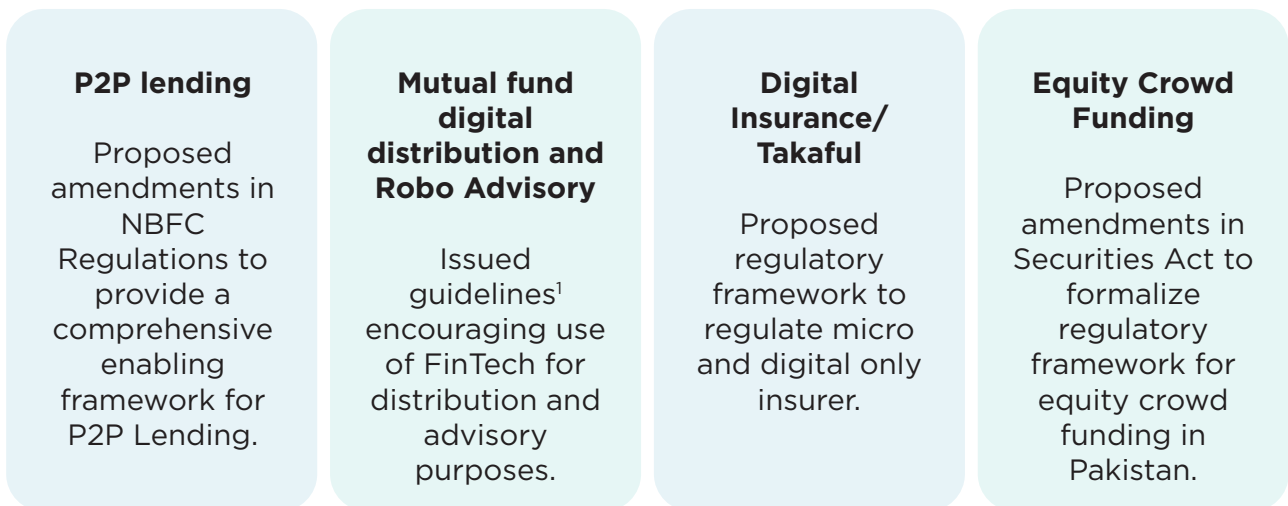 P2P lending
Proposed
amendments in
NBFC
Regulations to
provide a
comprehensive
enabling
framework for
P2P Lending.
Mutual fund
digital
distribution and
Robo Advisory
Issued
guidelines¹
encouraging use
of FinTech for
distribution and
advisory
purposes.
Digital
Insurance/
Takaful
Proposed
regulatory
framework to
regulate micro
and digital only
insurer.
Equity Crowd
Funding
Proposed
amendments in
Securities Act to
formalize
regulatory
framework for
equity crowd
funding in
Pakistan.